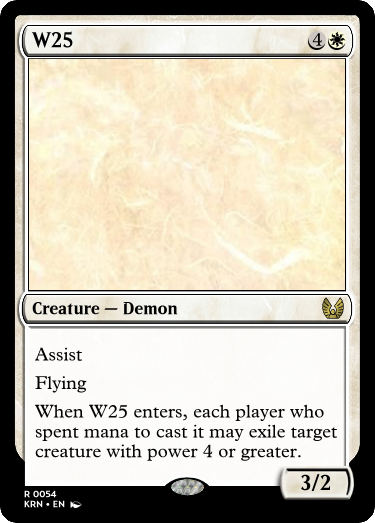 W25 4
Creature — Demon
Assist
Flying
When W25 enters, each player who
spent mana to cast it may exile target
creature with power 4 or greater.
3/2
R 0054
KRN • EN